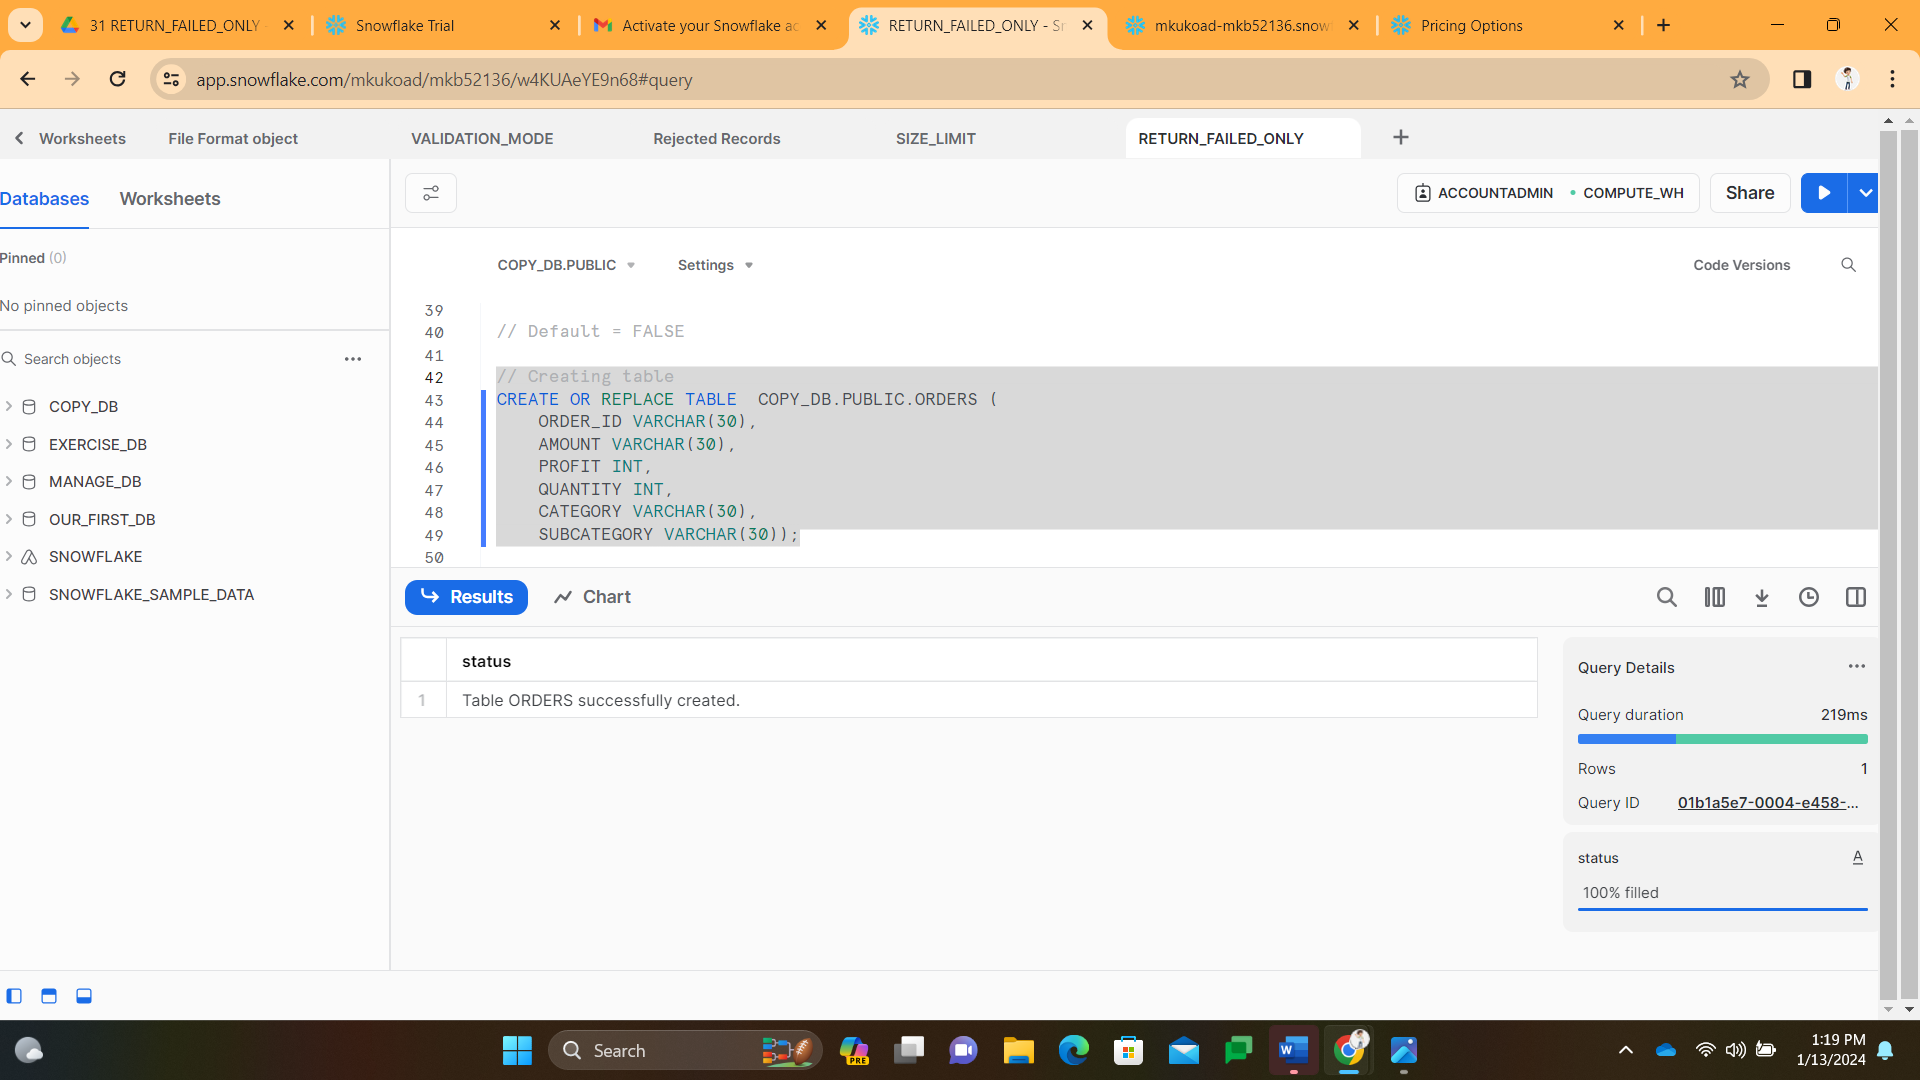 31 RETURN_FAILED_ONLY
Snowflake Trial
Activate your Snowflake ac
RETURN_FAILED_ONLY - Sn
mkukoad-mkb52136.snow
Pricing Options
app.snowflake.com/mkukoad/mkb52136/w4KUAeYE9n68#query
Worksheets
File Format object
VALIDATION_MODE
Rejected Records
SIZE_LIMIT
RETURN_FAILED_ONLY
Databases
Worksheets
ACCOUNTADMIN
COMPUTE_WH
Share
Pinned (0)
No pinned objects
Search objects
COPY_DB
EXERCISE_DB
MANAGE_DB
OUR_FIRST_DB
SNOWFLAKE
SNOWFLAKE_SAMPLE_DATA
COPY_DB.PUBLIC
Settings
Code Versions
39
40 // Default = FALSE
41
42 // Creating table
43 CREATE OR REPLACE TABLE  COPY_DB.PUBLIC.ORDERS (
44     ORDER_ID VARCHAR(30),
45     AMOUNT VARCHAR(30),
46     PROFIT INT,
47     QUANTITY INT,
48     CATEGORY VARCHAR(30),
49     SUBCATEGORY VARCHAR(30));
50
Results
Chart
status
1 Table ORDERS successfully created.
Query Details
Query duration 219ms
Rows 1
Query ID 01b1a5e7-0004-e458-...
status A
100% filled
Search
PRE
1:19 PM
1/13/2024